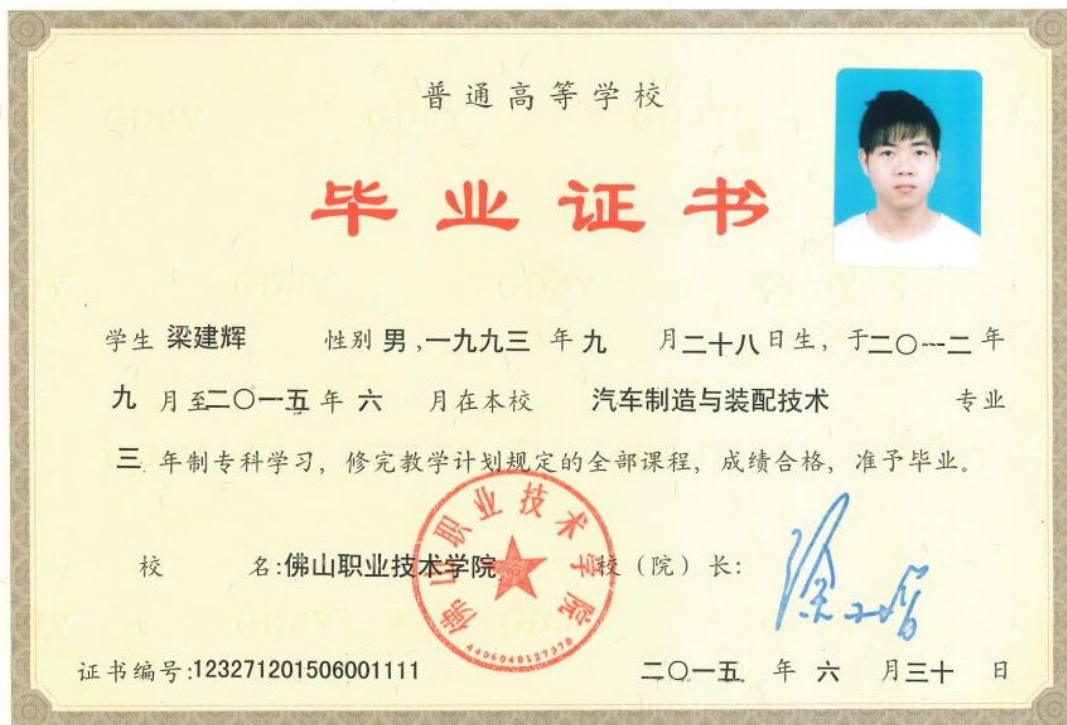 普通高等学校
毕业证书
学生 梁建辉 性别 男,一九九三 年 九 月二十八日生，于二〇一二 年
九 月至二〇一五 年 六 月在本校 汽车制造与装配技术 专业
三 年制专科学习，修完教学计划规定的全部课程，成绩合格，准予毕业。
佛山职业技术学院
4406040127370
校 名:佛山职业技术学院 校（院）长:
证书编号:123271201506001111 二〇一五 年 六 月三十 日